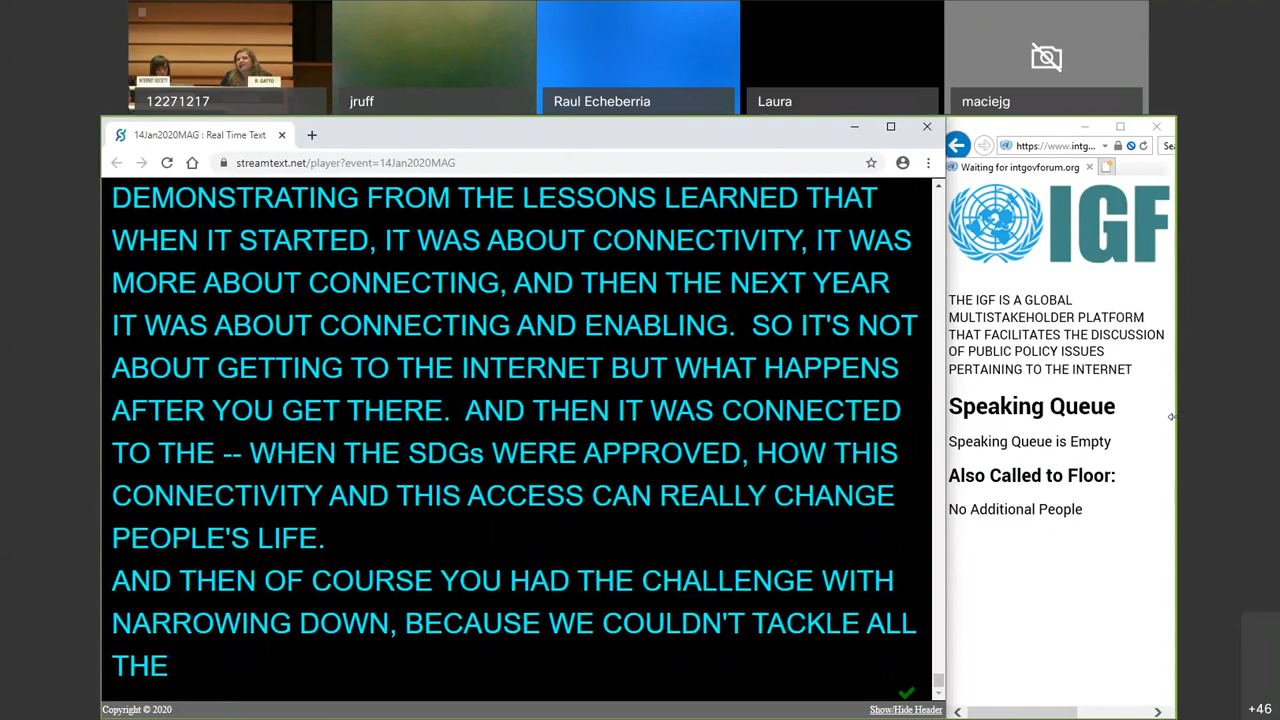 INTERNET SOCIETY
R. GATTO
12271217
jruff
Raul Echeberria
Laura
maciejg
14Jan2020MAG : Real Time Text
streamtext.net/player?event=14Jan2020MAG
DEMONSTRATING FROM THE LESSONS LEARNED THAT
WHEN IT STARTED, IT WAS ABOUT CONNECTIVITY, IT WAS
MORE ABOUT CONNECTING, AND THEN THE NEXT YEAR
IT WAS ABOUT CONNECTING AND ENABLING.  SO IT'S NOT
ABOUT GETTING TO THE INTERNET BUT WHAT HAPPENS
AFTER YOU GET THERE.  AND THEN IT WAS CONNECTED
TO THE -- WHEN THE SDGs WERE APPROVED, HOW THIS
CONNECTIVITY AND THIS ACCESS CAN REALLY CHANGE
PEOPLE'S LIFE.
AND THEN OF COURSE YOU HAD THE CHALLENGE WITH
NARROWING DOWN, BECAUSE WE COULDN'T TACKLE ALL
THE
Copyright © 2020
Show/Hide Header
https://www.intg...
Sea
Waiting for intgovforum.org
IGF
THE IGF IS A GLOBAL
MULTISTAKEHOLDER PLATFORM
THAT FACILITATES THE DISCUSSION
OF PUBLIC POLICY ISSUES
PERTAINING TO THE INTERNET
Speaking Queue
Speaking Queue is Empty
Also Called to Floor:
No Additional People
+46